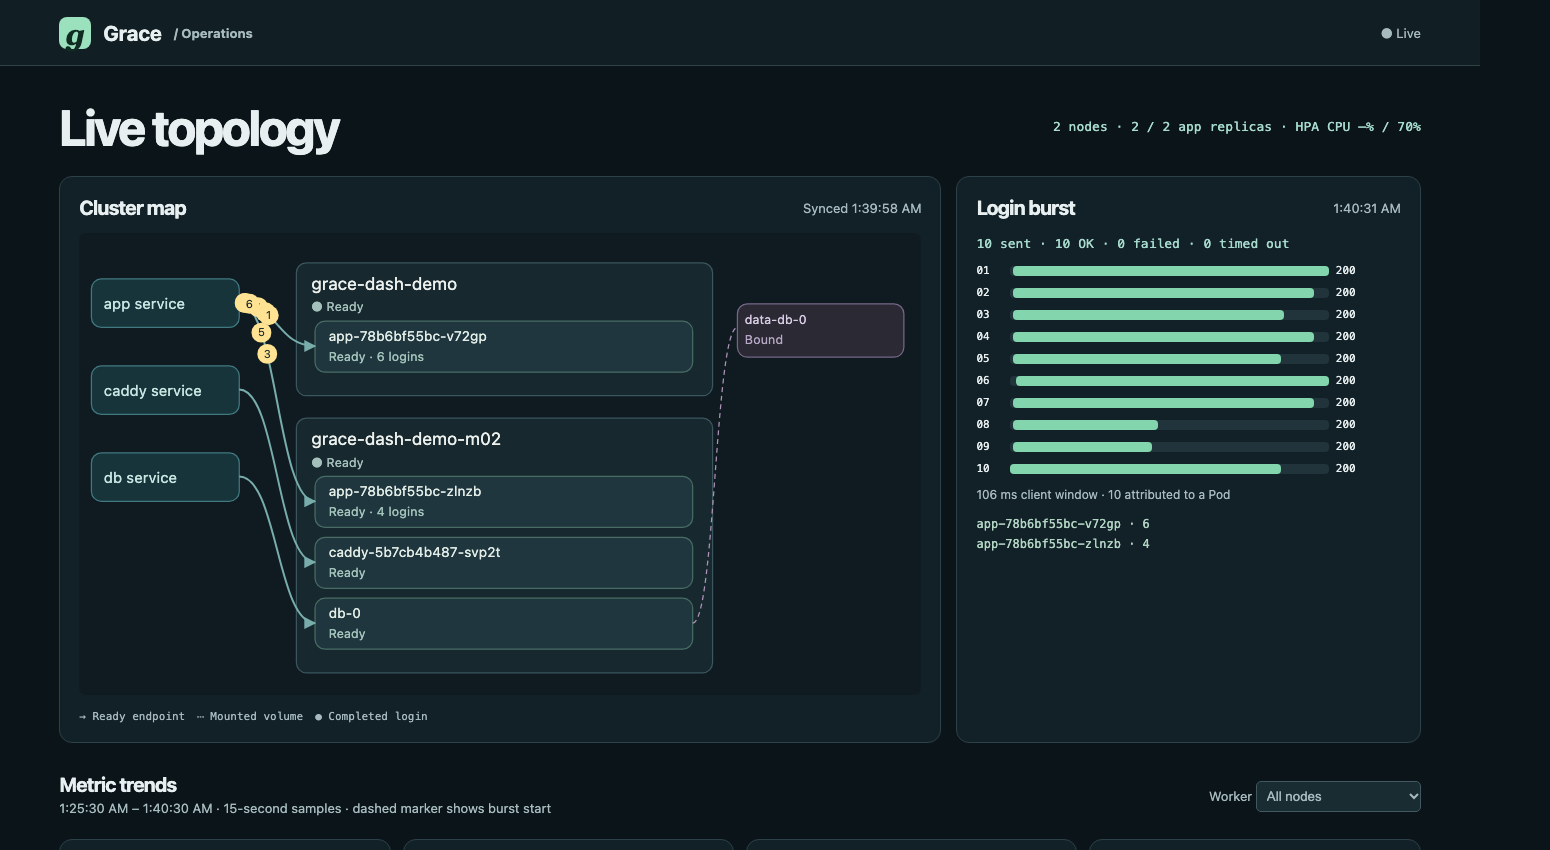 g Grace / Operations
Live
Live topology
2 nodes · 2 / 2 app replicas · HPA CPU —% / 70%
Cluster map
Synced 1:39:58 AM
app service
caddy service
db service
6
1
5
3
grace-dash-demo
Ready
app-78b6bf55bc-v72gp
Ready · 6 logins
grace-dash-demo-m02
Ready
app-78b6bf55bc-zlnzb
Ready · 4 logins
caddy-5b7cb4b487-svp2t
Ready
db-0
Ready
data-db-0
Bound
→ Ready endpoint ┄ Mounted volume ● Completed login
Login burst
1:40:31 AM
10 sent · 10 OK · 0 failed · 0 timed out
01 200
02 200
03 200
04 200
05 200
06 200
07 200
08 200
09 200
10 200
106 ms client window · 10 attributed to a Pod
app-78b6bf55bc-v72gp · 6
app-78b6bf55bc-zlnzb · 4
Metric trends
1:25:30 AM – 1:40:30 AM · 15-second samples · dashed marker shows burst start
Worker All nodes